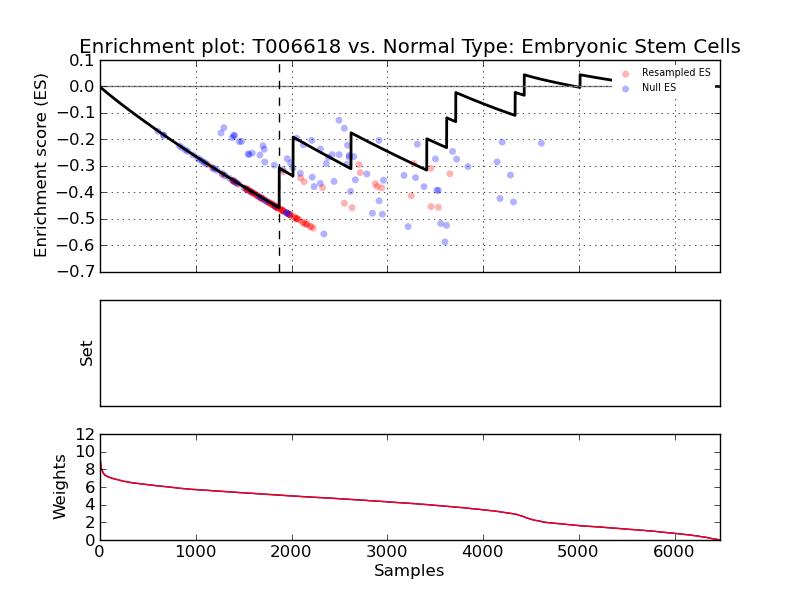 Enrichment plot: T006618 vs. Normal Type: Embryonic Stem Cells
0.1
0.0
−0.1
−0.2
−0.3
−0.4
−0.5
−0.6
−0.7
Enrichment score (ES)
Resampled ES
Null ES
Set
12
10
8
6
4
2
0
Weights
0 1000 2000 3000 4000 5000 6000
Samples